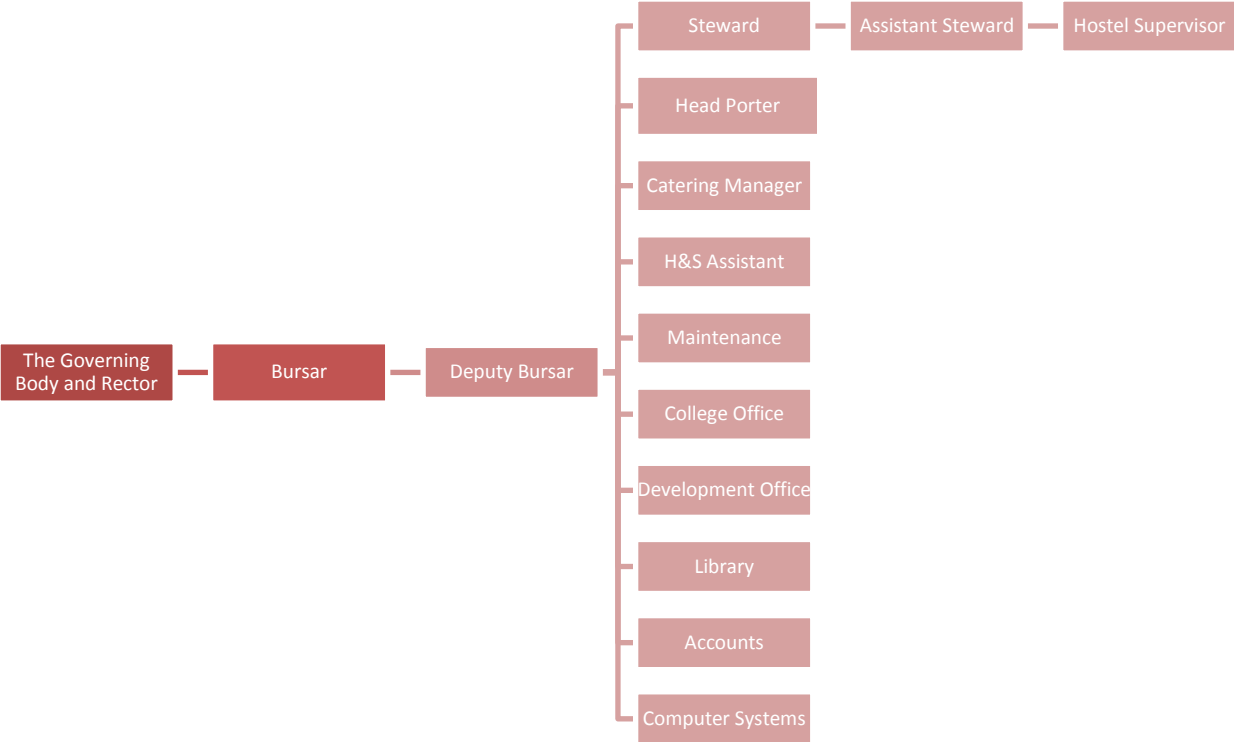 Steward
Assistant Steward
Hostel Supervisor
Head Porter
Catering Manager
H&S Assistant
Maintenance
The Governing
Body and Rector
Bursar
Deputy Bursar
College Office
Development Office
Library
Accounts
Computer Systems